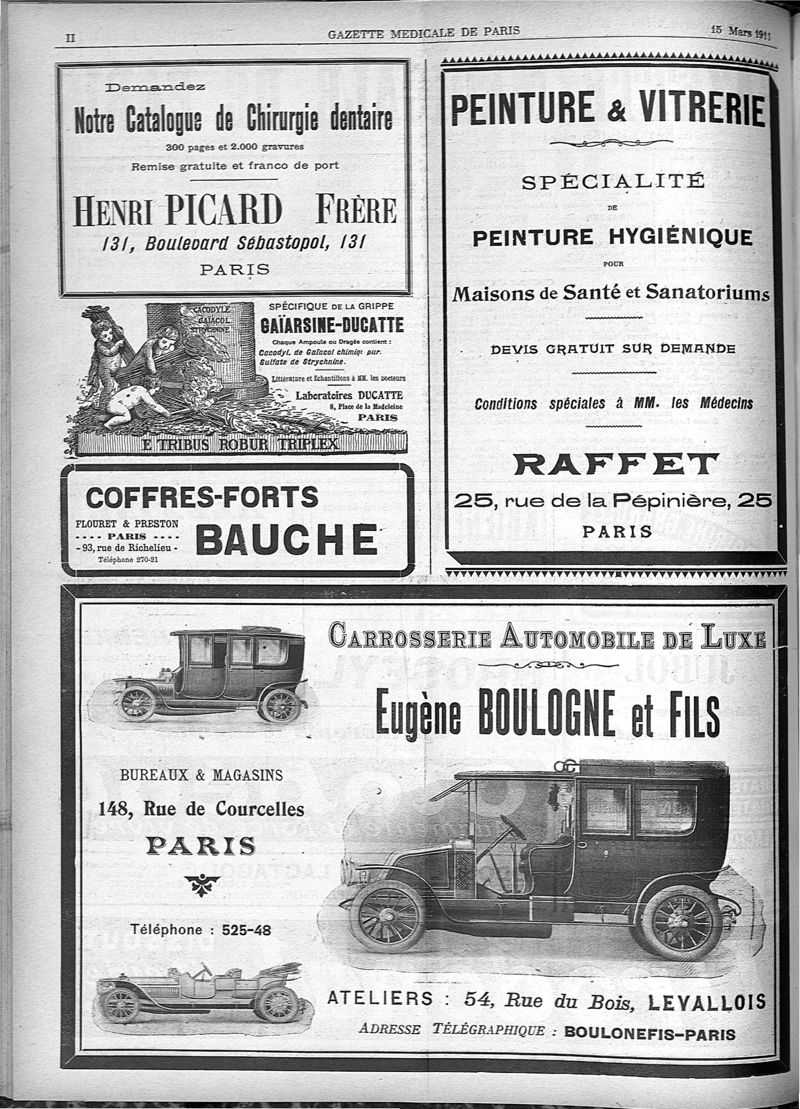 II
GAZETTE MEDICALE DE PARIS
15 Mars 1911
Demandez
Notre Catalogue de Chirurgie dentaire
300 pages et 2.000 gravures
Remise gratuite et franco de port
HENRI PICARD FRÈRE
131, Boulevard Sébastopol, 131
PARIS
CACODYLE
GAÏACOL
STRYCHNINE
SPÉCIFIQUE DE LA GRIPPE
GAÏARSINE-DUCATTE
Chaque Ampoule ou Dragée contient :
Cacodyl. de Gaïacol chimiq. pur.
Sulfate de Strychnine.
Littérature et Échantillons à MM. les Docteurs
Laboratoires DUCATTE
8, Place de la Madeleine
PARIS
E TRIBUS ROBUR TRIPLEX
COFFRES-FORTS
FLOURET & PRESTON
---- PARIS ----
- 93, rue de Richelieu -
Téléphone 270-21
BAUCHE
PEINTURE & VITRERIE
SPÉCIALITÉ
DE
PEINTURE HYGIÉNIQUE
POUR
Maisons de Santé et Sanatoriums
DEVIS GRATUIT SUR DEMANDE
Conditions spéciales à MM. les Médecins
RAFFET
25, rue de la Pépinière, 25
PARIS
CARROSSERIE AUTOMOBILE DE LUXE
Eugène BOULOGNE et FILS
BUREAUX & MAGASINS
148, Rue de Courcelles
PARIS
Téléphone : 525-48
ATELIERS : 54, Rue du Bois, LEVALLOIS
ADRESSE TÉLÉGRAPHIQUE : BOULONEFIS-PARIS